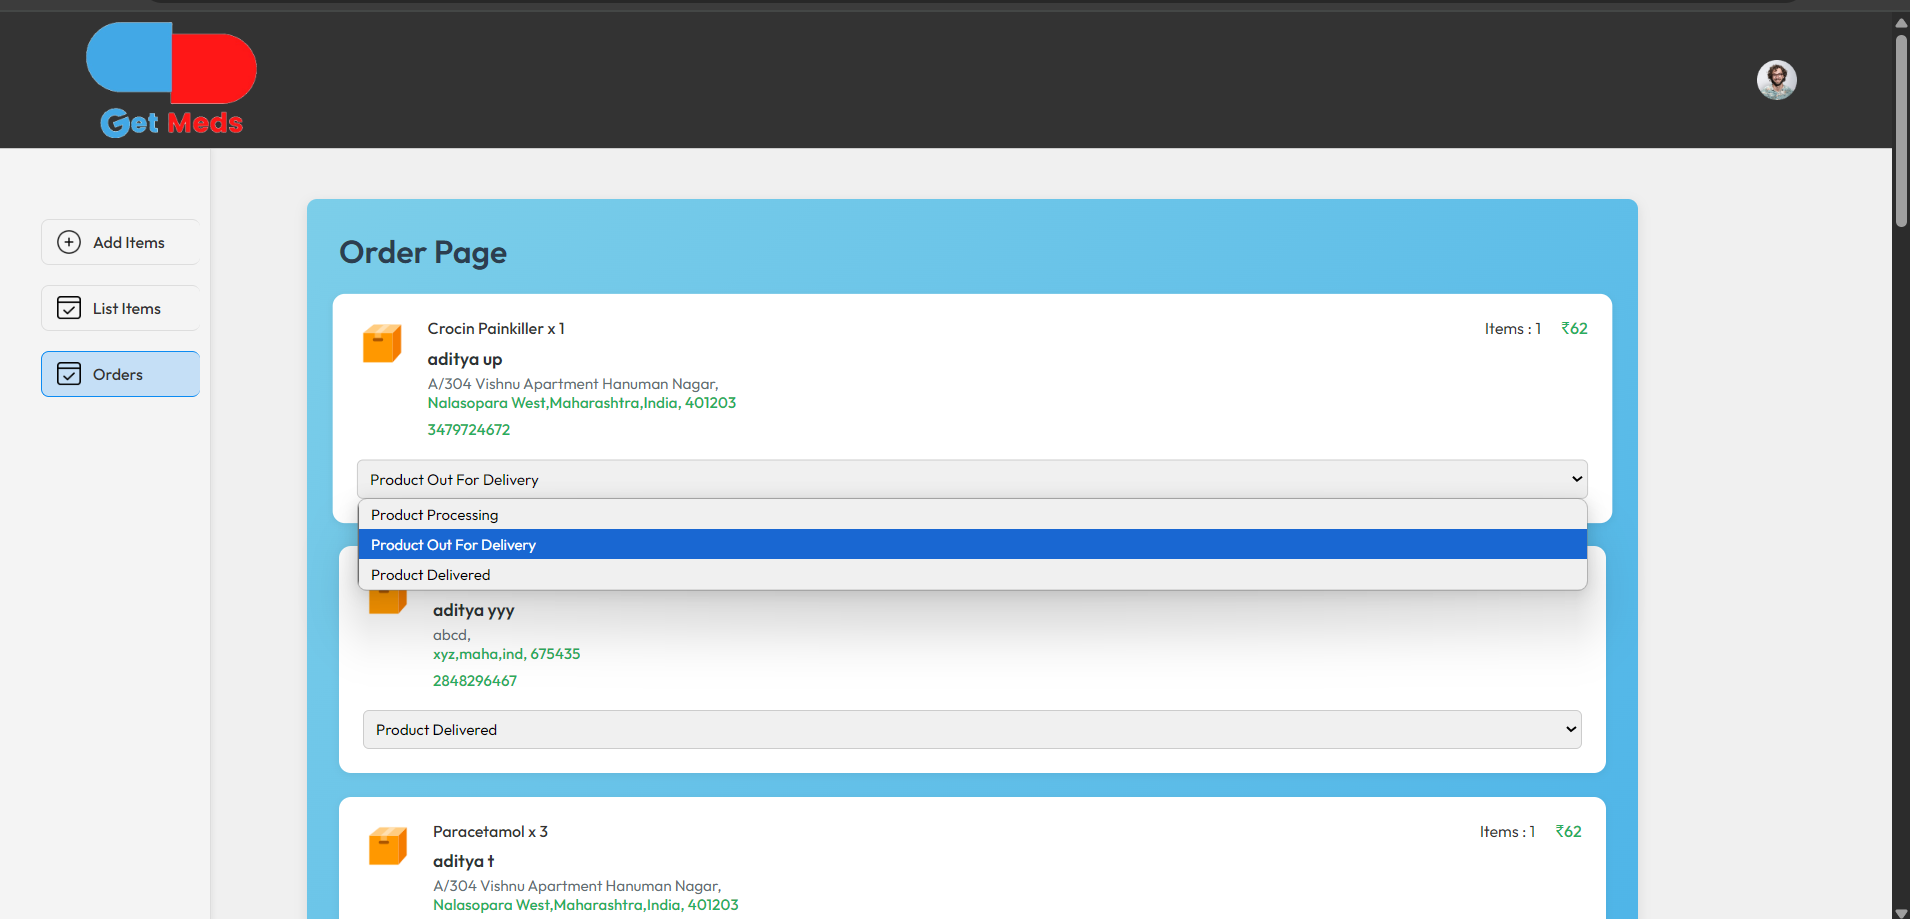 Get Meds
Add Items
List Items
Orders
Order Page
Crocin Painkiller x 1
Items : 1 ₹62
aditya up
A/304 Vishnu Apartment Hanuman Nagar,
Nalasopara West,Maharashtra,India, 401203
3479724672
Product Out For Delivery
Product Processing
Product Out For Delivery
Product Delivered
aditya yyy
abcd,
xyz,maha,ind, 675435
2848296467
Product Delivered
Paracetamol x 3
Items : 1 ₹62
aditya t
A/304 Vishnu Apartment Hanuman Nagar,
Nalasopara West,Maharashtra,India, 401203